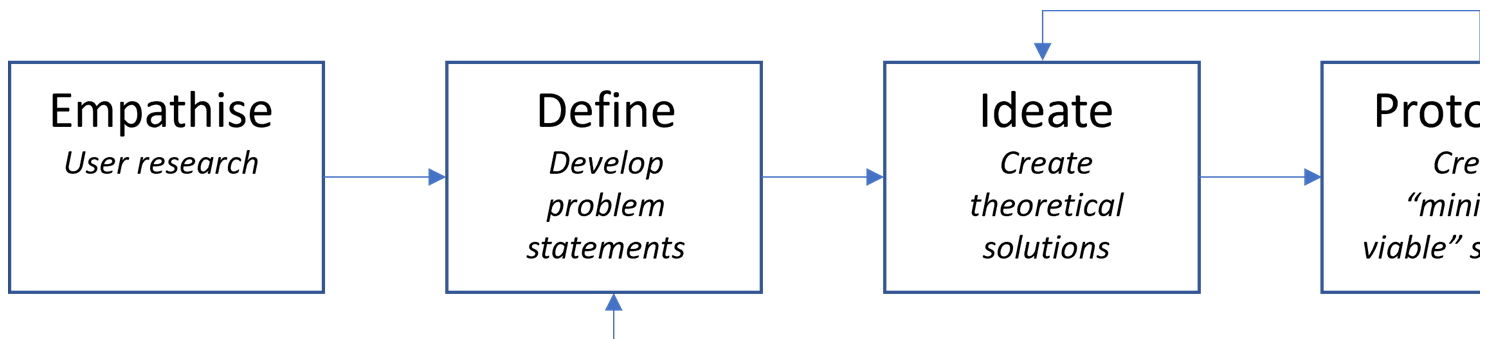 Empathise
User research
Define
Develop
problem
statements
Ideate
Create
theoretical
solutions
Proto
Cre
“mini
viable” s